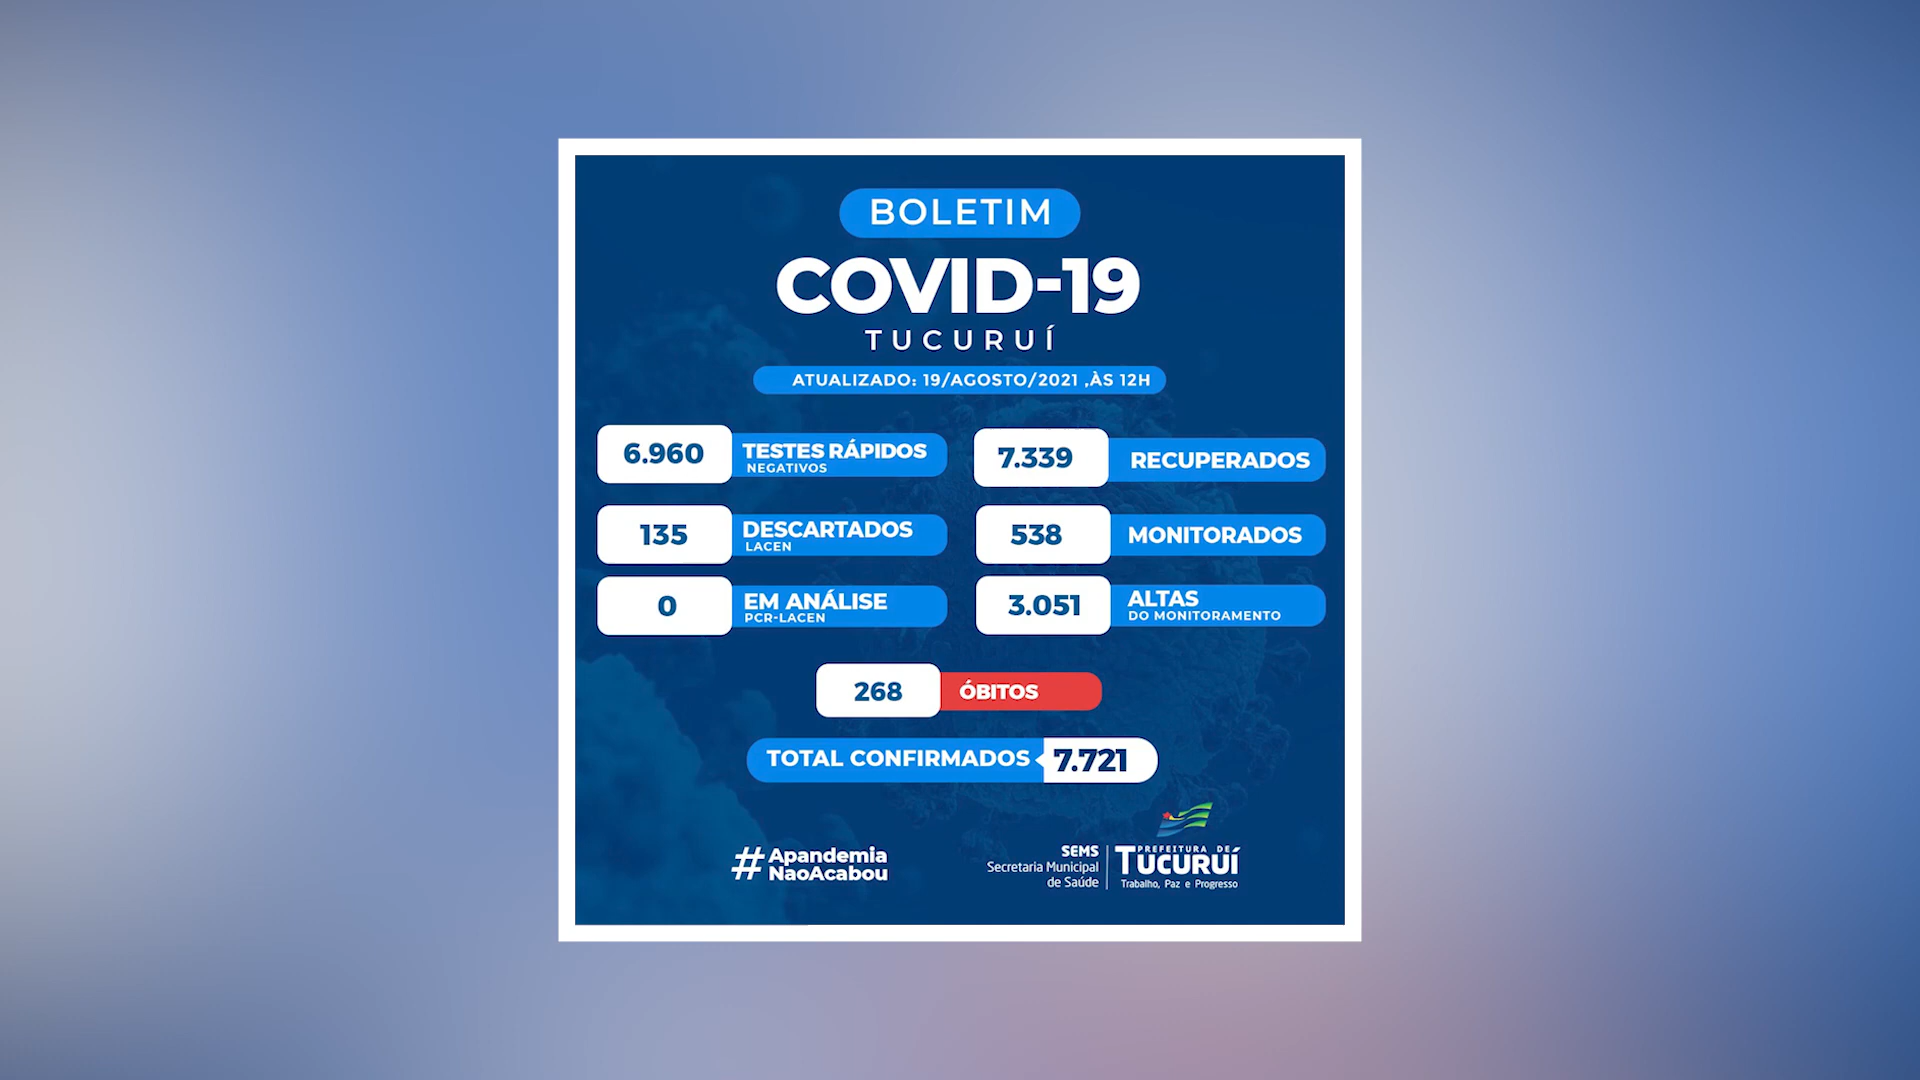 BOLETIM
COVID-19
TUCURUÍ
ATUALIZADO: 19/AGOSTO/2021 ,ÀS 12H
6.960 TESTES RÁPIDOS
NEGATIVOS
7.339 RECUPERADOS
135 DESCARTADOS
LACEN
538 MONITORADOS
0 EM ANÁLISE
PCR-LACEN
3.051 ALTAS
DO MONITORAMENTO
268 ÓBITOS
TOTAL CONFIRMADOS 7.721
#Apandemia
NaoAcabou
SEMS
Secretaria Municipal
de Saúde
PREFEITURA DE
TUCURUÍ
Trabalho, Paz e Progresso